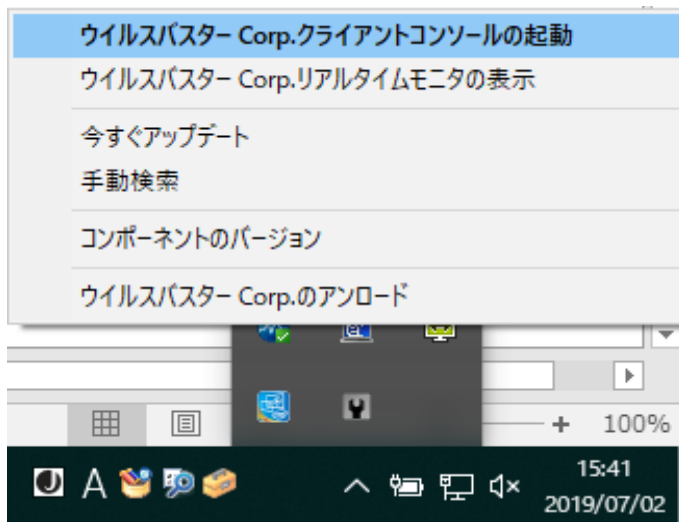 ウイルスバスター Corp.クライアントコンソールの起動
ウイルスバスター Corp.リアルタイムモニタの表示
今すぐアップデート
手動検索
コンポーネントのバージョン
ウイルスバスター Corp.のアンロード
100%
A
15:41
2019/07/02